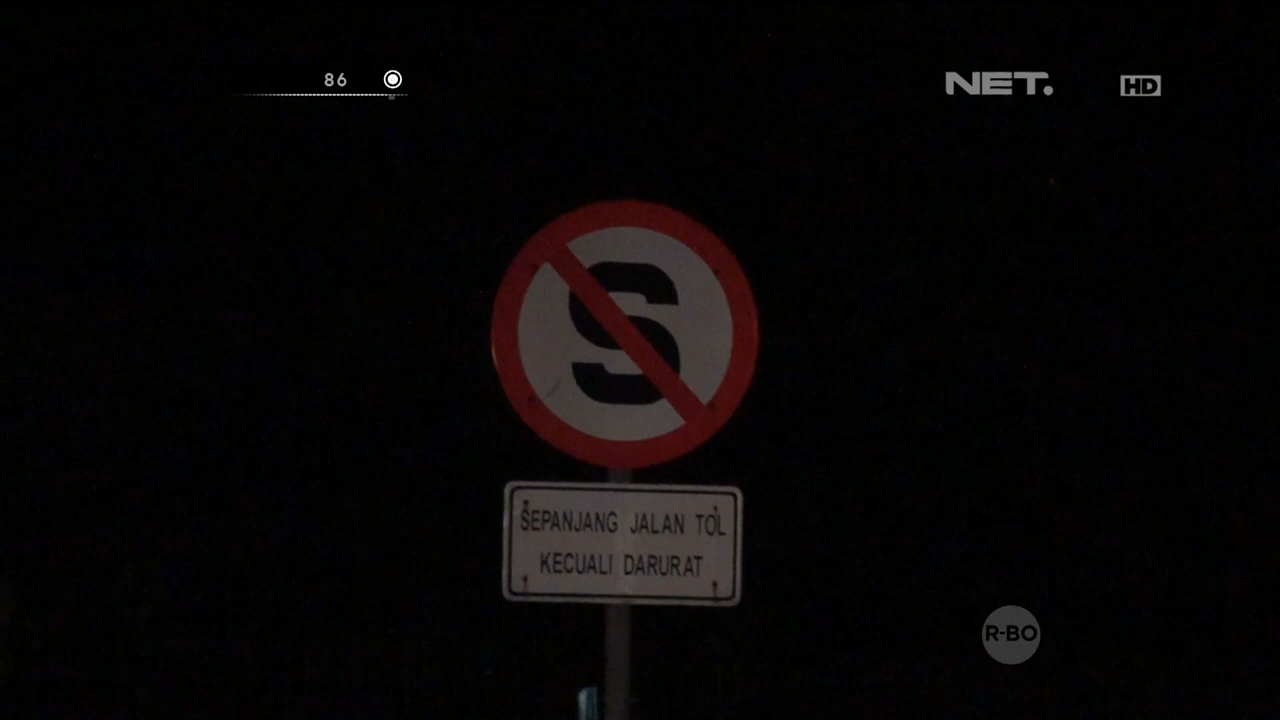 86
NET.
HD
S
SEPANJANG JALAN TOL
KECUALI DARURAT
R-BO